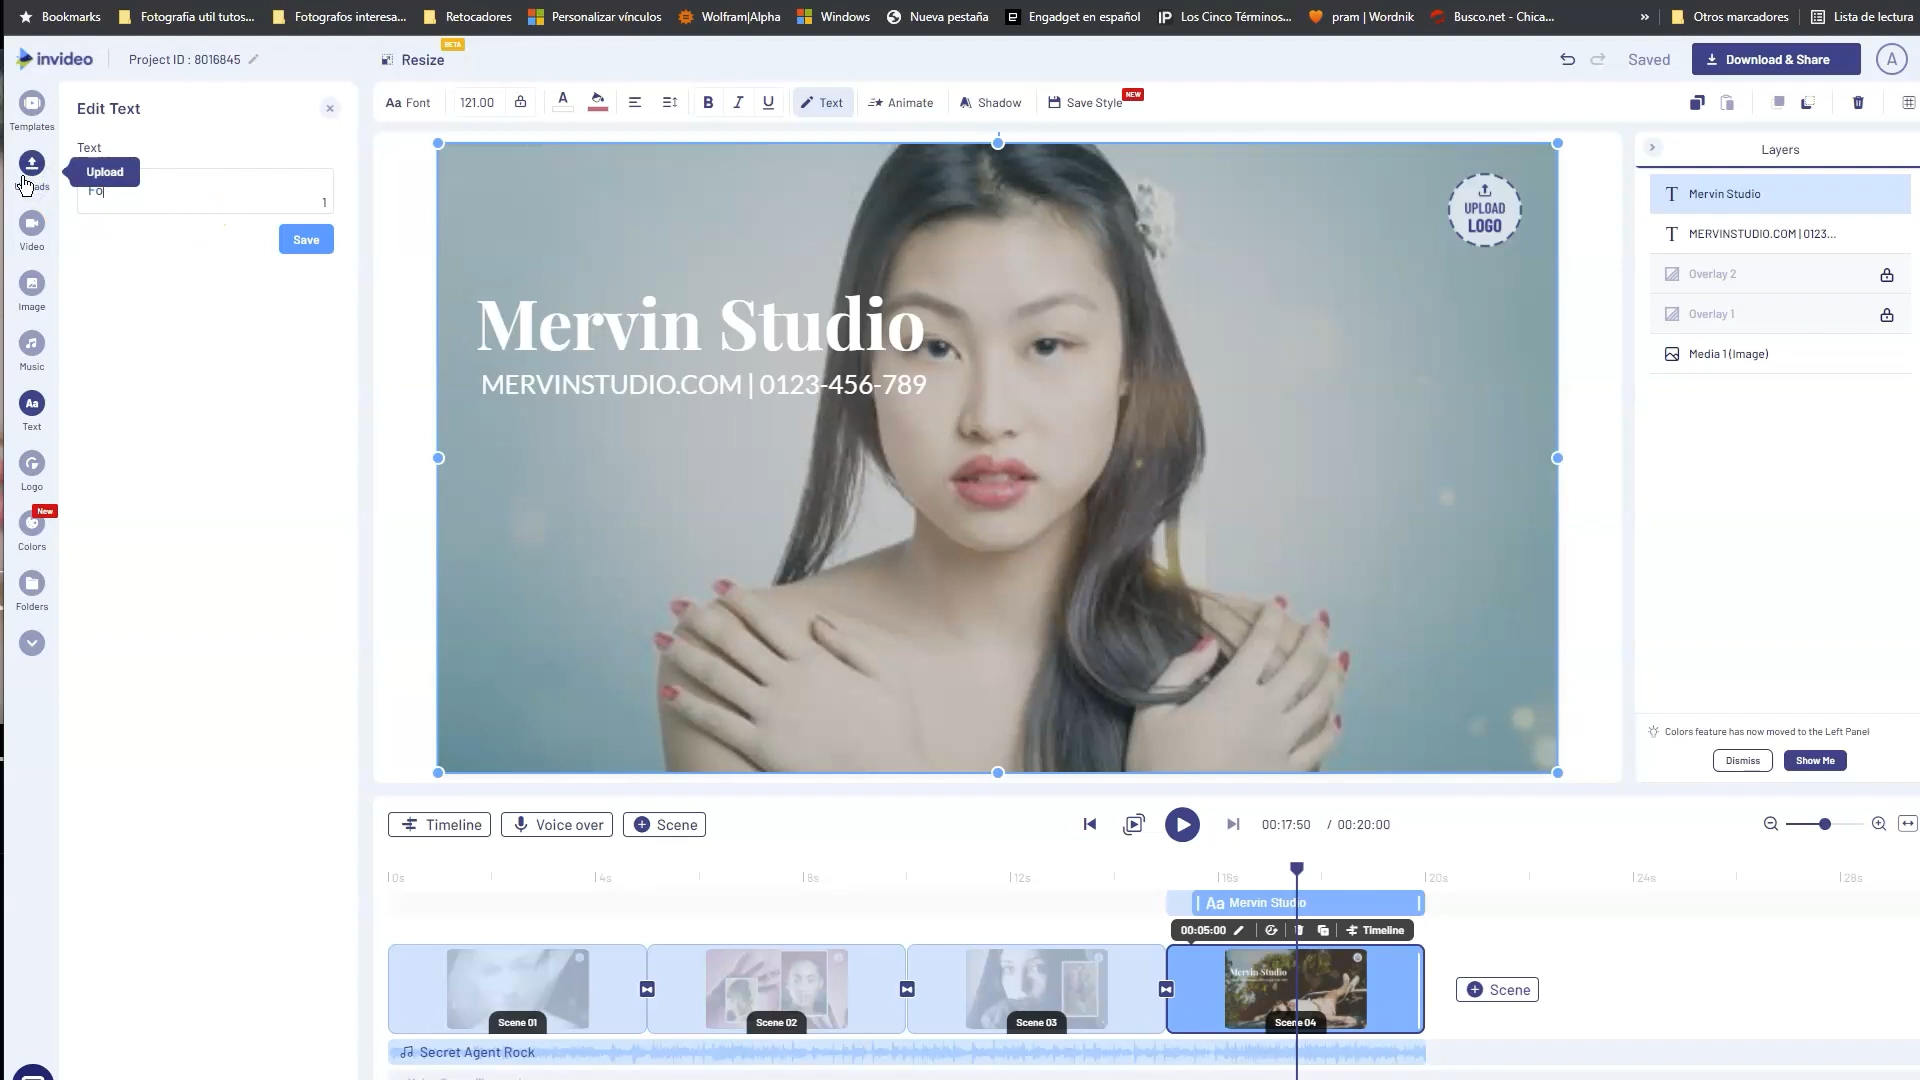 Bookmarks
Fotografia util tutos...
Fotografos interesa...
Retocadores
Personalizar vínculos
Wolfram|Alpha
Windows
Nueva pestaña
Engadget en español
Los Cinco Términos...
pram | Wordnik
Busco.net - Chica...
»
Otros marcadores
Lista de lectura
invideo
Project ID : 8016845
BETA
Resize
Saved
Download & Share
A
Templates
Upload
Video
Image
Music
Aa
Text
Logo
New
Colors
Folders
Edit Text
Text
Fo
1
Save
Aa Font
121.00
A
B
I
U
Text
Animate
A Shadow
Save Style
NEW
UPLOAD
LOGO
Mervin Studio
MERVINSTUDIO.COM | 0123-456-789
Layers
T Mervin Studio
T MERVINSTUDIO.COM | 0123...
Overlay 2
Overlay 1
Media 1 (Image)
Colors feature has now moved to the Left Panel
Dismiss
Show Me
Timeline
Voice over
Scene
00:17:50 / 00:20:00
0s
4s
8s
12s
16s
20s
24s
28s
Aa Mervin Studio
00:05:00
Timeline
Scene 01
Scene 02
Scene 03
Mervin Studio
Scene 04
Scene
Secret Agent Rock